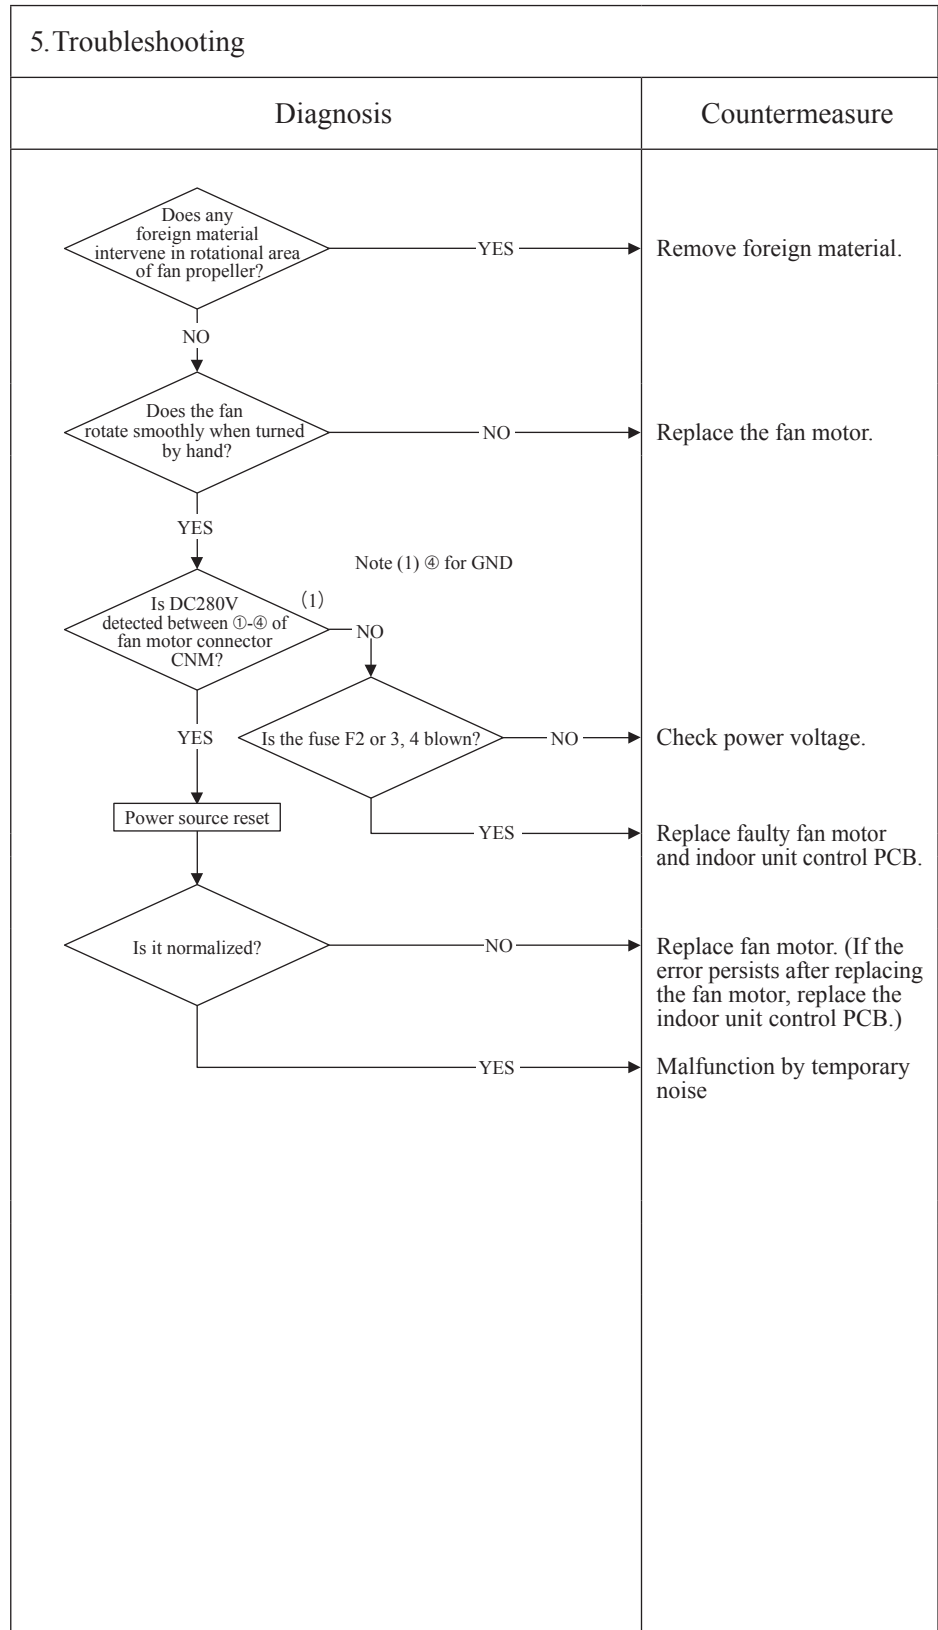 5.Troubleshooting
Diagnosis
Countermeasure
Does any
foreign material
intervene in rotational area
of fan propeller?
YES
Remove foreign material.
NO
Does the fan
rotate smoothly when turned
by hand?
NO
Replace the fan motor.
YES
Note (1) ④ for GND
Is DC280V
(1)
detected between ①-④ of
fan motor connector
CNM?
NO
YES
Is the fuse F2 or 3, 4 blown?
NO
Check power voltage.
Power source reset
YES
Replace faulty fan motor
and indoor unit control PCB.
Is it normalized?
NO
Replace fan motor. (If the
error persists after replacing
the fan motor, replace the
indoor unit control PCB.)
YES
Malfunction by temporary
noise